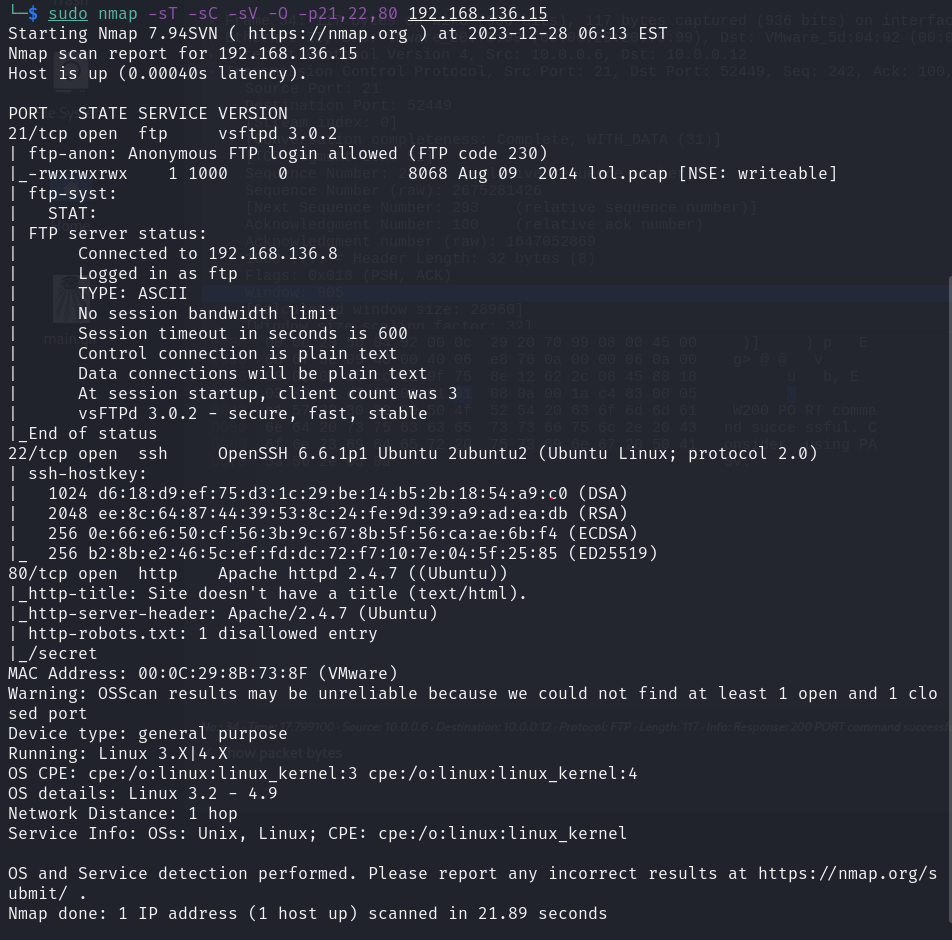 └─$ sudo nmap -sT -sC -sV -O -p21,22,80 192.168.136.15
Starting Nmap 7.94SVN ( https://nmap.org ) at 2023-12-28 06:13 EST
Nmap scan report for 192.168.136.15
Host is up (0.00040s latency).

PORT   STATE SERVICE VERSION
21/tcp open  ftp     vsftpd 3.0.2
| ftp-anon: Anonymous FTP login allowed (FTP code 230)
|_-rwxrwxrwx    1 1000     0            8068 Aug 09  2014 lol.pcap [NSE: writeable]
| ftp-syst:
|   STAT:
| FTP server status:
|      Connected to 192.168.136.8
|      Logged in as ftp
|      TYPE: ASCII
|      No session bandwidth limit
|      Session timeout in seconds is 600
|      Control connection is plain text
|      Data connections will be plain text
|      At session startup, client count was 3
|      vsFTPd 3.0.2 - secure, fast, stable
|_End of status
22/tcp open  ssh     OpenSSH 6.6.1p1 Ubuntu 2ubuntu2 (Ubuntu Linux; protocol 2.0)
| ssh-hostkey:
|   1024 d6:18:d9:ef:75:d3:1c:29:be:14:b5:2b:18:54:a9:c0 (DSA)
|   2048 ee:8c:64:87:44:39:53:8c:24:fe:9d:39:a9:ad:ea:db (RSA)
|   256 0e:66:e6:50:cf:56:3b:9c:67:8b:5f:56:ca:ae:6b:f4 (ECDSA)
|_  256 b2:8b:e2:46:5c:ef:fd:dc:72:f7:10:7e:04:5f:25:85 (ED25519)
80/tcp open  http    Apache httpd 2.4.7 ((Ubuntu))
|_http-title: Site doesn't have a title (text/html).
|_http-server-header: Apache/2.4.7 (Ubuntu)
| http-robots.txt: 1 disallowed entry
|_/secret
MAC Address: 00:0C:29:8B:73:8F (VMware)
Warning: OSScan results may be unreliable because we could not find at least 1 open and 1 clo
sed port
Device type: general purpose
Running: Linux 3.X|4.X
OS CPE: cpe:/o:linux:linux_kernel:3 cpe:/o:linux:linux_kernel:4
OS details: Linux 3.2 - 4.9
Network Distance: 1 hop
Service Info: OSs: Unix, Linux; CPE: cpe:/o:linux:linux_kernel

OS and Service detection performed. Please report any incorrect results at https://nmap.org/s
ubmit/ .
Nmap done: 1 IP address (1 host up) scanned in 21.89 seconds